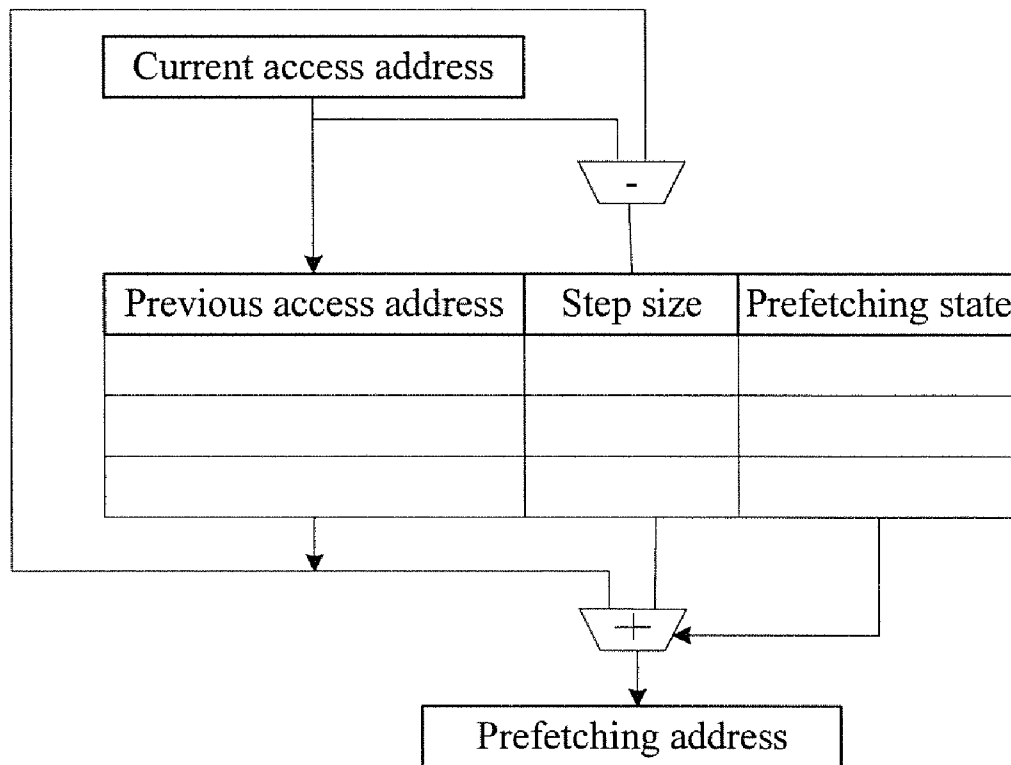 Current access address
-
Previous access address Step size Prefetching state
+
Prefetching address